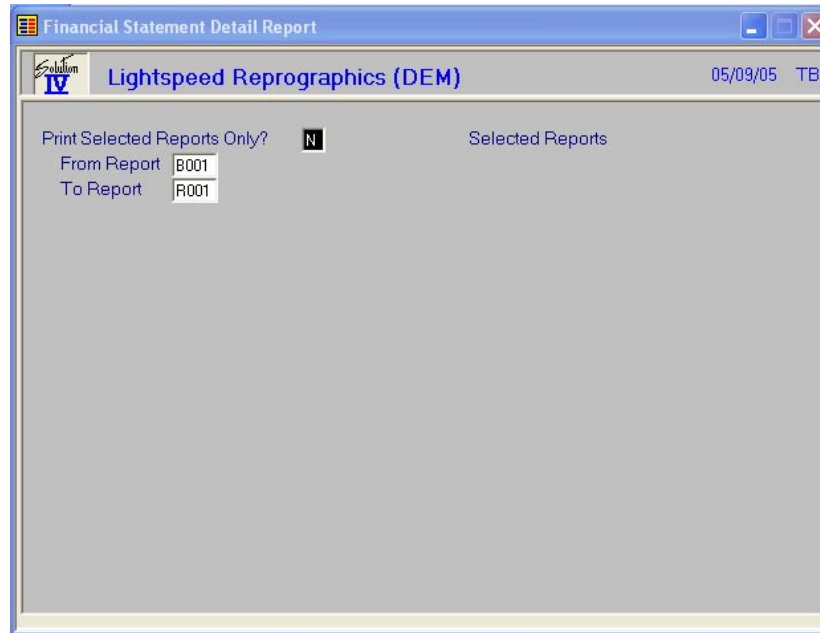 Financial Statement Detail Report
Solution IV
Lightspeed Reprographics (DEM)
05/09/05 TB
Print Selected Reports Only? N
Selected Reports
From Report B001
To Report R001